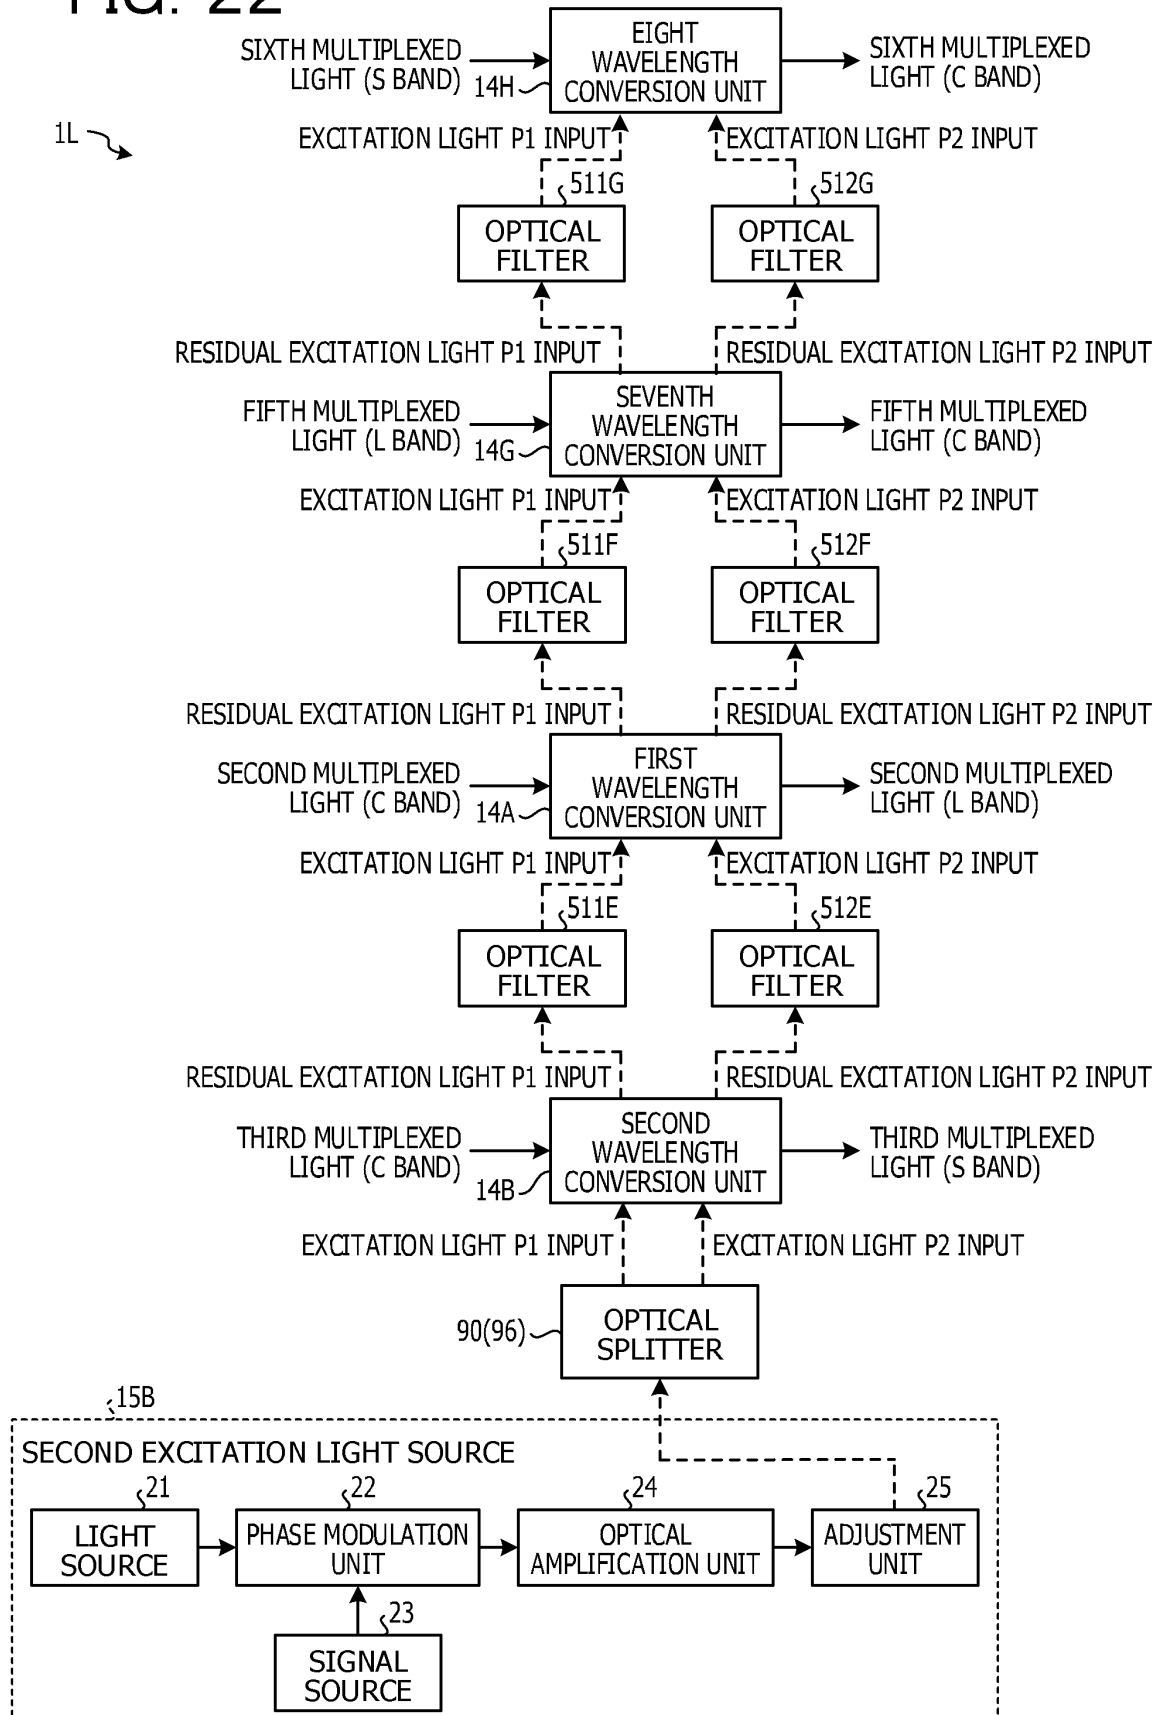 FIG. 22
1L
SIXTH MULTIPLEXED
LIGHT (S BAND)
14H
EIGHT
WAVELENGTH
CONVERSION UNIT
SIXTH MULTIPLEXED
LIGHT (C BAND)
EXCITATION LIGHT P1 INPUT
EXCITATION LIGHT P2 INPUT
511G
OPTICAL
FILTER
512G
OPTICAL
FILTER
RESIDUAL EXCITATION LIGHT P1 INPUT
RESIDUAL EXCITATION LIGHT P2 INPUT
FIFTH MULTIPLEXED
LIGHT (L BAND)
14G
SEVENTH
WAVELENGTH
CONVERSION UNIT
FIFTH MULTIPLEXED
LIGHT (C BAND)
EXCITATION LIGHT P1 INPUT
EXCITATION LIGHT P2 INPUT
511F
OPTICAL
FILTER
512F
OPTICAL
FILTER
RESIDUAL EXCITATION LIGHT P1 INPUT
RESIDUAL EXCITATION LIGHT P2 INPUT
SECOND MULTIPLEXED
LIGHT (C BAND)
14A
FIRST
WAVELENGTH
CONVERSION UNIT
SECOND MULTIPLEXED
LIGHT (L BAND)
EXCITATION LIGHT P1 INPUT
EXCITATION LIGHT P2 INPUT
511E
OPTICAL
FILTER
512E
OPTICAL
FILTER
RESIDUAL EXCITATION LIGHT P1 INPUT
RESIDUAL EXCITATION LIGHT P2 INPUT
THIRD MULTIPLEXED
LIGHT (C BAND)
14B
SECOND
WAVELENGTH
CONVERSION UNIT
THIRD MULTIPLEXED
LIGHT (S BAND)
EXCITATION LIGHT P1 INPUT
EXCITATION LIGHT P2 INPUT
90(96)
OPTICAL
SPLITTER
15B
SECOND EXCITATION LIGHT SOURCE
21
LIGHT
SOURCE
22
PHASE MODULATION
UNIT
24
OPTICAL
AMPLIFICATION UNIT
25
ADJUSTMENT
UNIT
23
SIGNAL
SOURCE